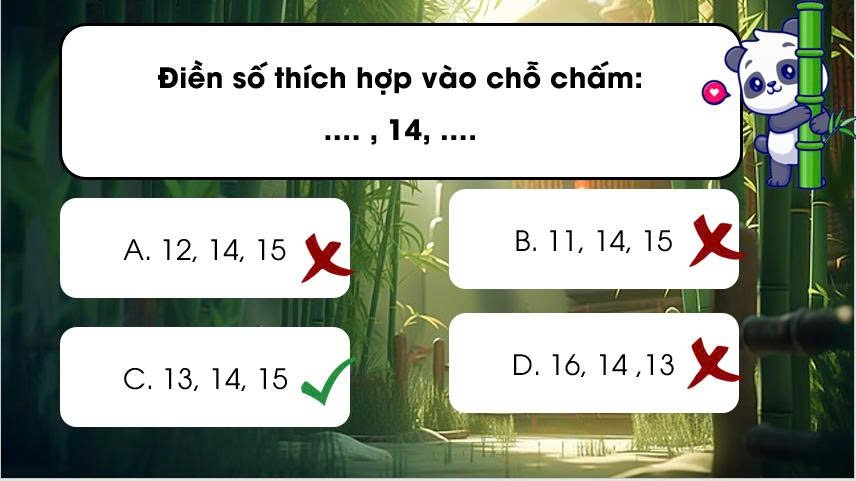 Điền số thích hợp vào chỗ chấm:
.... , 14, ....
A. 12, 14, 15
B. 11, 14, 15
C. 13, 14, 15
D. 16, 14 ,13